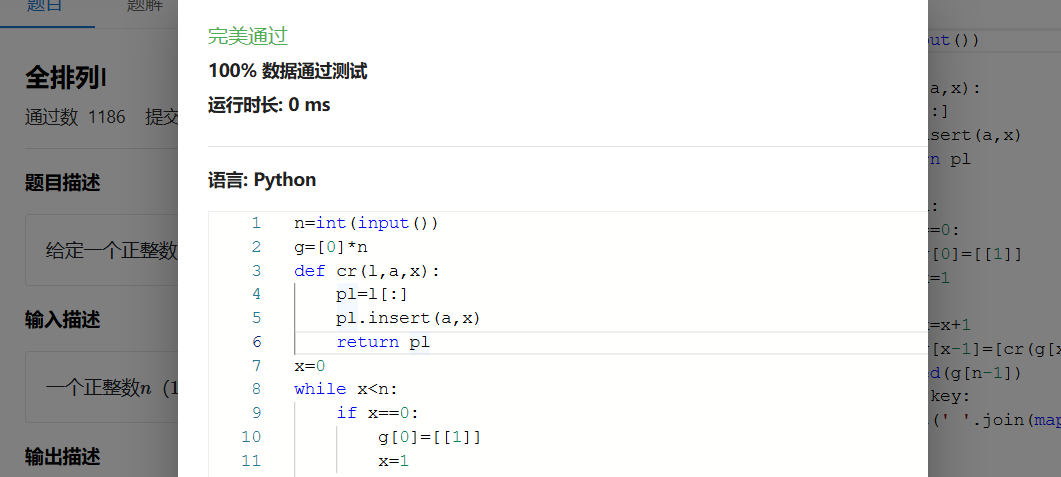 题目 题解
全排列I
通过数 1186 提交
题目描述
给定一个正整数
输入描述
一个正整数n (1
输出描述
完美通过
100% 数据通过测试
运行时长: 0 ms
语言: Python
1 n=int(input())
2 g=[0]*n
3 def cr(l,a,x):
4 pl=l[:]
5 pl.insert(a,x)
6 return pl
7 x=0
8 while x<n:
9 if x==0:
10 g[0]=[[1]]
11 x=1
put())
a,x):
:]
sert(a,x)
n pl
:
=0:
[0]=[[1]]
=1
=x+1
[x-1]=[cr(g[x
ed(g[n-1])
key:
(' '.join(map